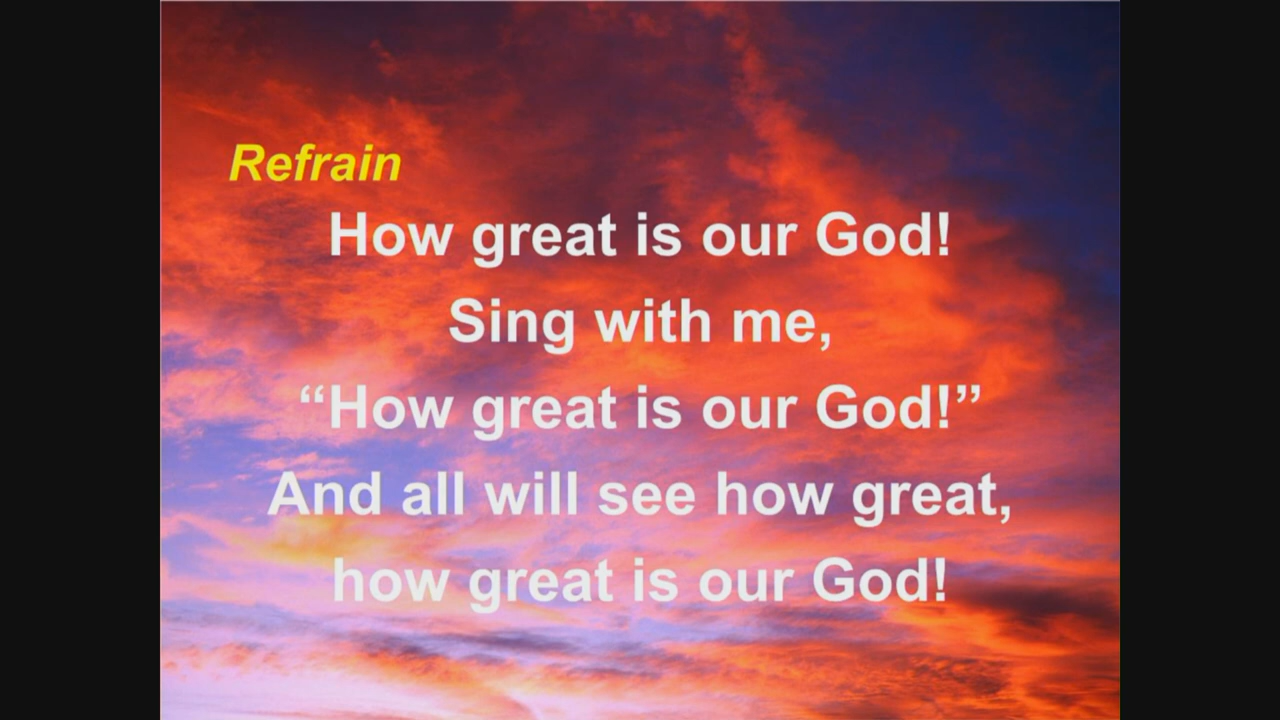 Refrain
How great is our God!
Sing with me,
“How great is our God!”
And all will see how great,
how great is our God!